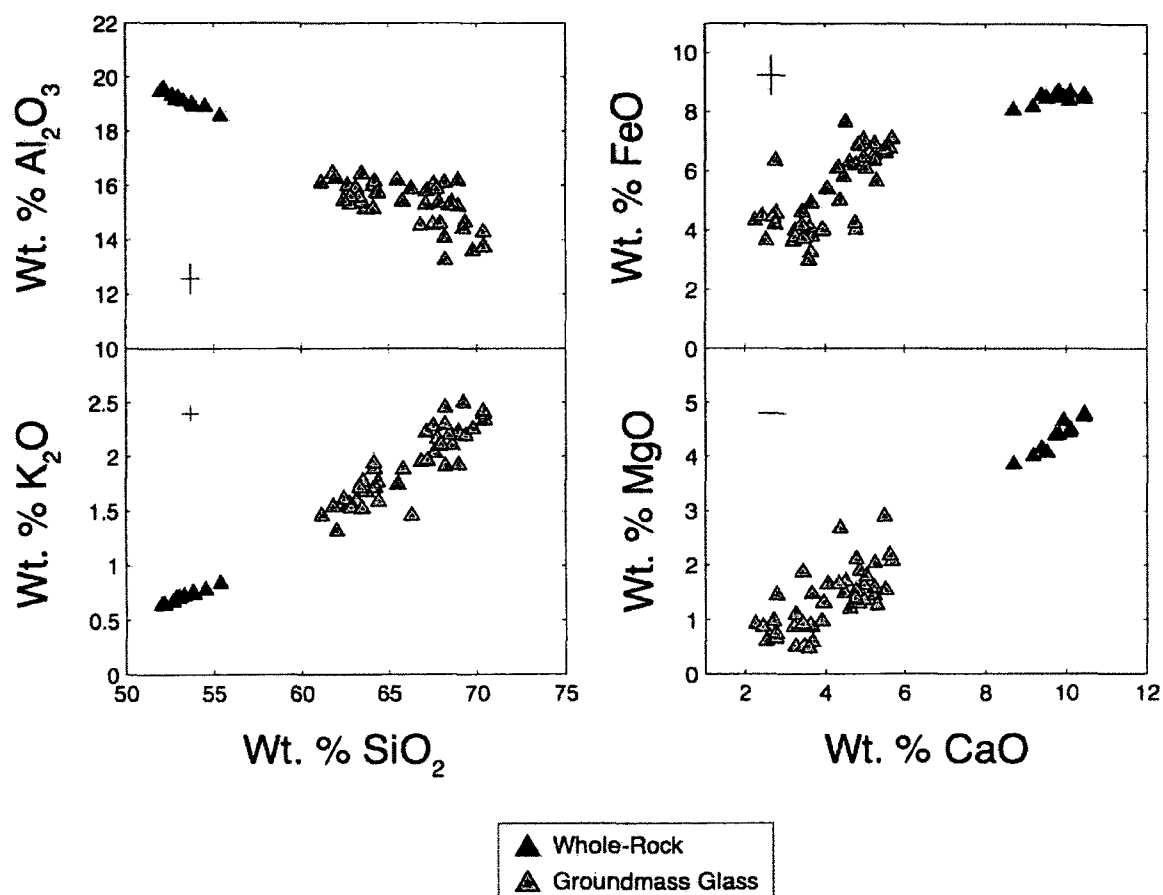 Wt. % Al2O3
22
20
18
16
14
12
10
Wt. % K2O
2.5
2
1.5
1
0.5
0
50 55 60 65 70 75
Wt. % SiO2
Wt. % FeO
10
8
6
4
2
0
Wt. % MgO
5
4
3
2
1
0
2 4 6 8 10 12
Wt. % CaO
Whole-Rock
Groundmass Glass